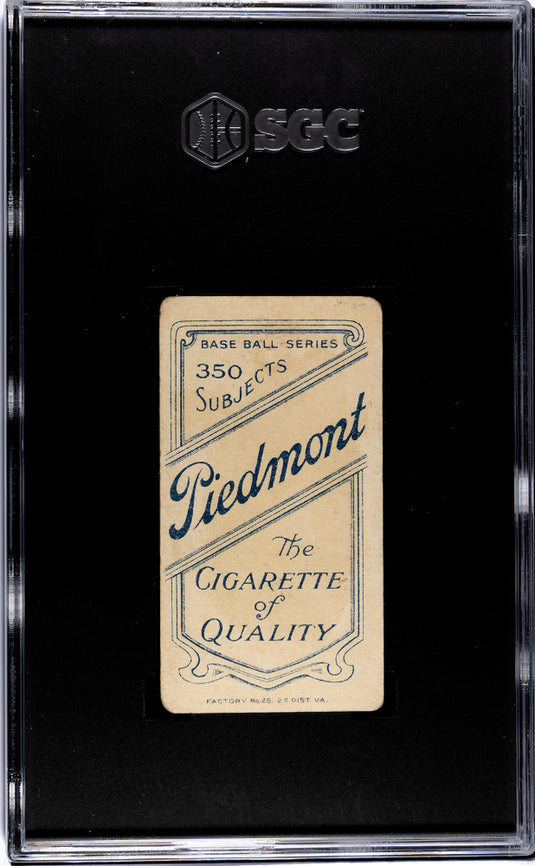 SGC
BASE BALL SERIES
350
SUBJECTS
Piedmont
The
CIGARETTE
of
QUALITY
FACTORY No 25. 2d DIST. VA.